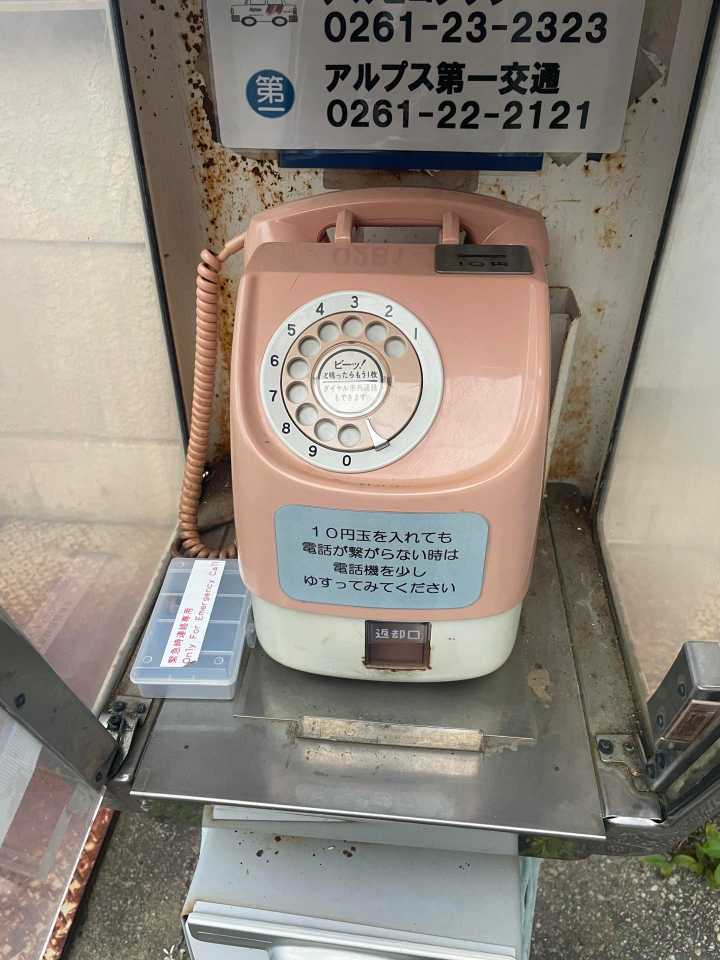 0261-23-2323
第一
アルプス第一交通
0261-22-2121
10円
1
2
3
4
5
6
7
8
9
0
ピーッ!
と鳴ったらもう1枚
ダイヤル市外通話
もできます
10円玉を入れても
電話が繋がらない時は
電話機を少し
ゆすってみてください
返却口
緊急時連絡専用
Only For Emergency Call